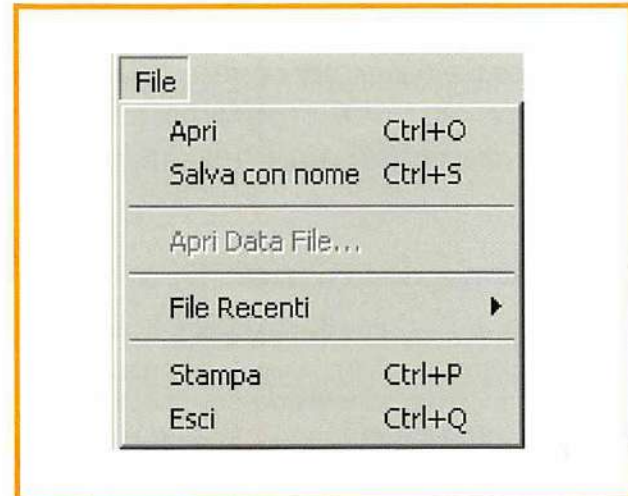 File
Apri Ctrl+O
Salva con nome Ctrl+S
Apri Data File...
File Recenti
Stampa Ctrl+P
Esci Ctrl+Q